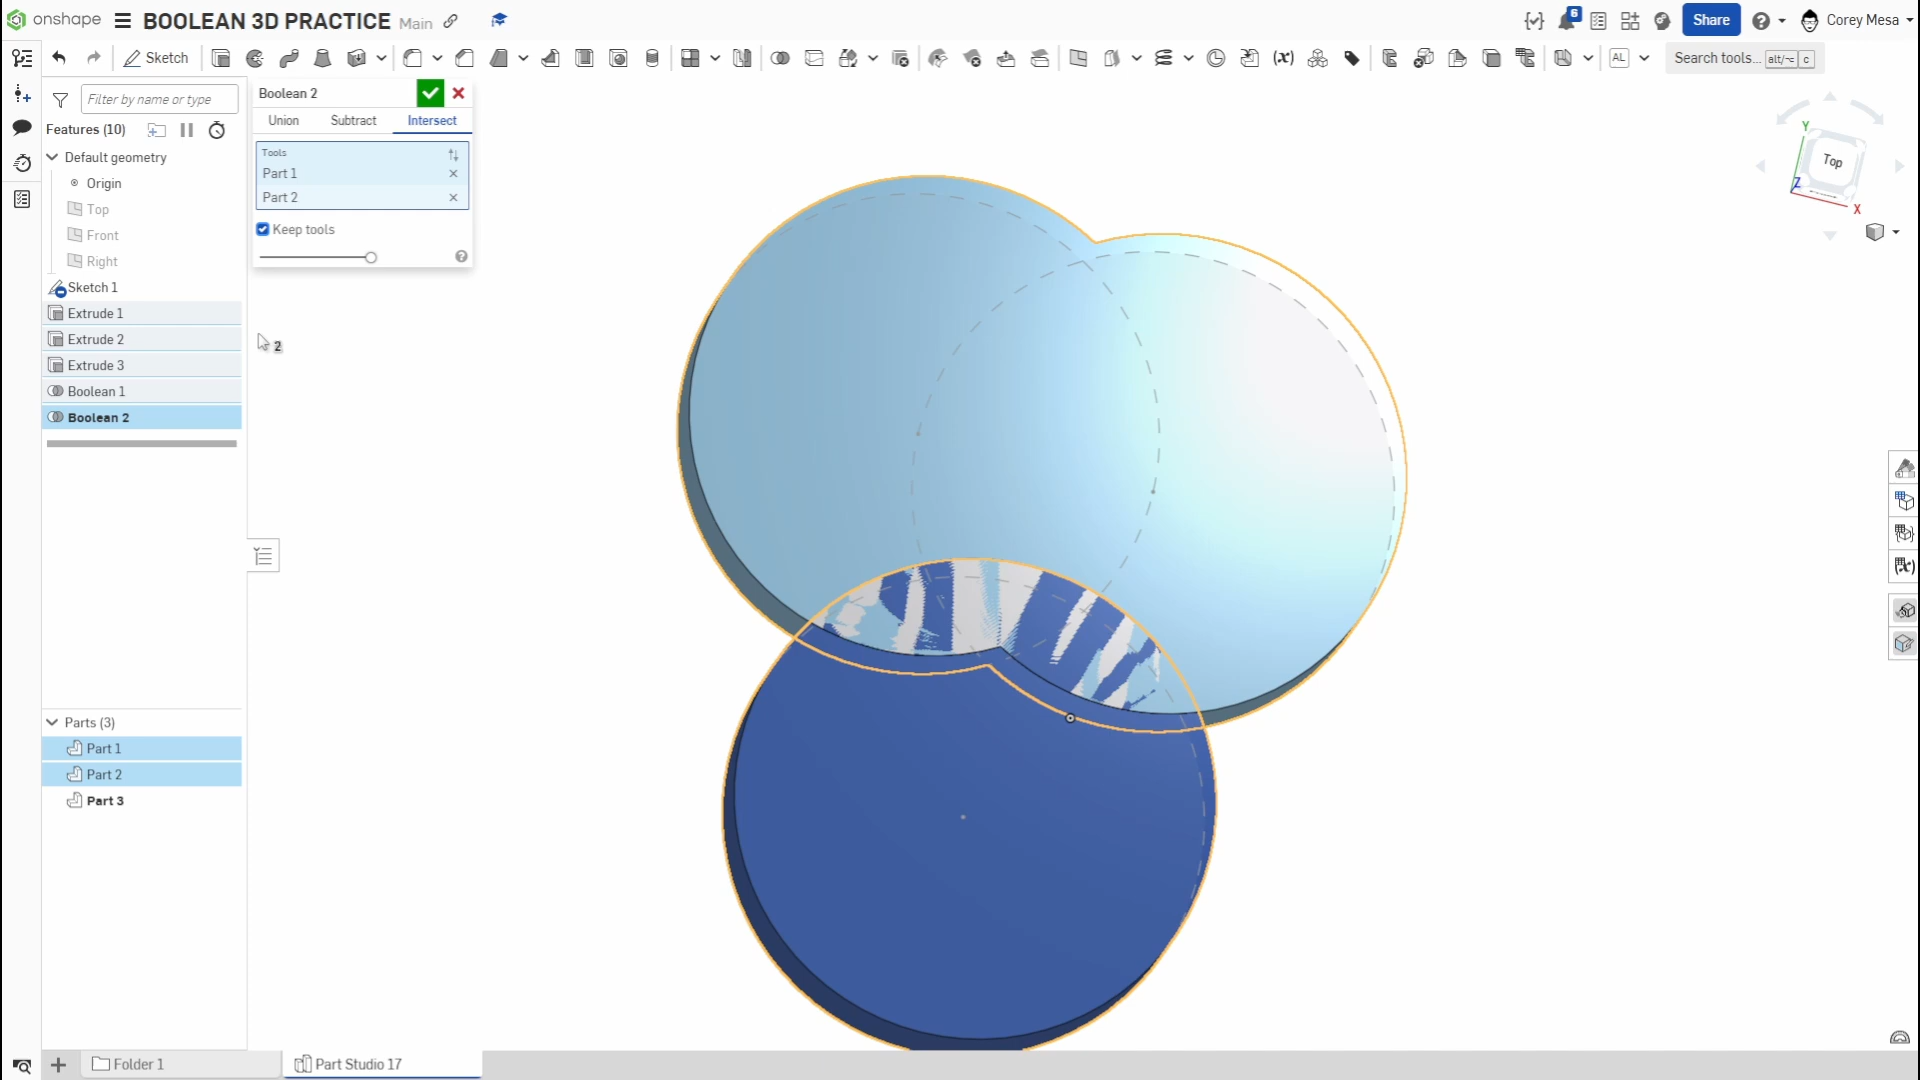 onshape BOOLEAN 3D PRACTICE Main 6 Share Corey Mesa
Sketch AL Search tools... alt/⌥ c
Filter by name or type
Features (10)
Default geometry
Origin
Top
Front
Right
Sketch 1
Extrude 1
Extrude 2
Extrude 3
Boolean 1
Boolean 2
Boolean 2
Union Subtract Intersect
Tools
Part 1
Part 2
Keep tools
2
Y
Top
Z
X
Parts (3)
Part 1
Part 2
Part 3
Folder 1
Part Studio 17